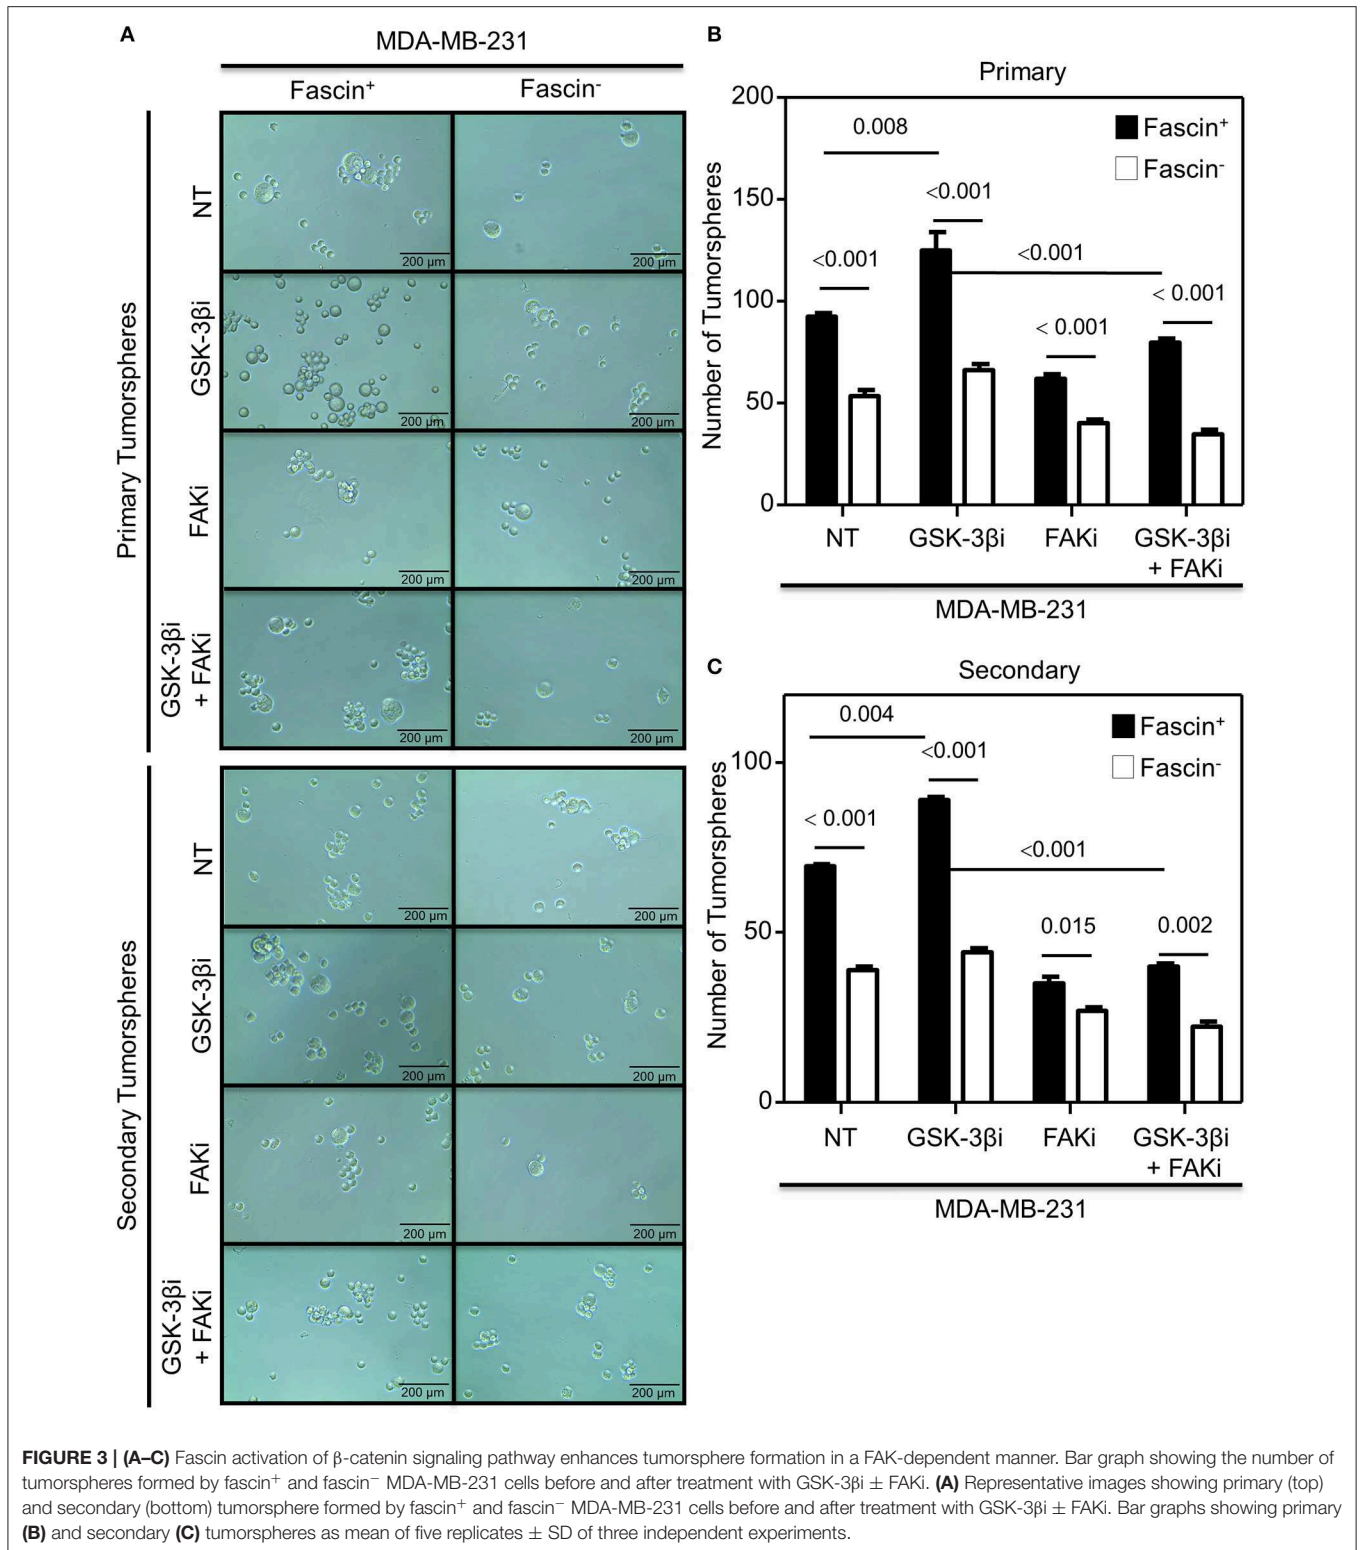 A
MDA-MB-231
Fascin⁺ Fascin⁻
Primary Tumorspheres
NT
200 µm 200 µm
GSK-3βi
200 µm 200 µm
FAKi
200 µm 200 µm
GSK-3βi
+ FAKi
200 µm 200 µm
Secondary Tumorspheres
NT
200 µm 200 µm
GSK-3βi
200 µm 200 µm
FAKi
200 µm 200 µm
GSK-3βi
+ FAKi
200 µm 200 µm
B
Primary
Number of Tumorspheres
200
150
100
50
0
Fascin⁺
Fascin⁻
0.008
<0.001
<0.001
<0.001
< 0.001
< 0.001
NT GSK-3βi FAKi GSK-3βi
+ FAKi
MDA-MB-231
C
Secondary
Number of Tumorspheres
100
50
0
Fascin⁺
Fascin⁻
0.004
<0.001
< 0.001
<0.001
0.015
0.002
NT GSK-3βi FAKi GSK-3βi
+ FAKi
MDA-MB-231
FIGURE 3 | (A–C) Fascin activation of β-catenin signaling pathway enhances tumorsphere formation in a FAK-dependent manner. Bar graph showing the number of
tumorspheres formed by fascin⁺ and fascin⁻ MDA-MB-231 cells before and after treatment with GSK-3βi ± FAKi. (A) Representative images showing primary (top)
and secondary (bottom) tumorsphere formed by fascin⁺ and fascin⁻ MDA-MB-231 cells before and after treatment with GSK-3βi ± FAKi. Bar graphs showing primary
(B) and secondary (C) tumorspheres as mean of five replicates ± SD of three independent experiments.